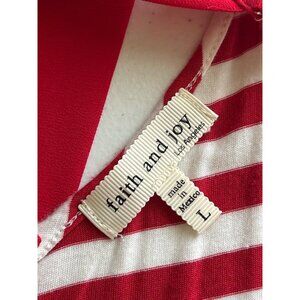 faith and joy
Los Angeles
made
in
Mexico
L